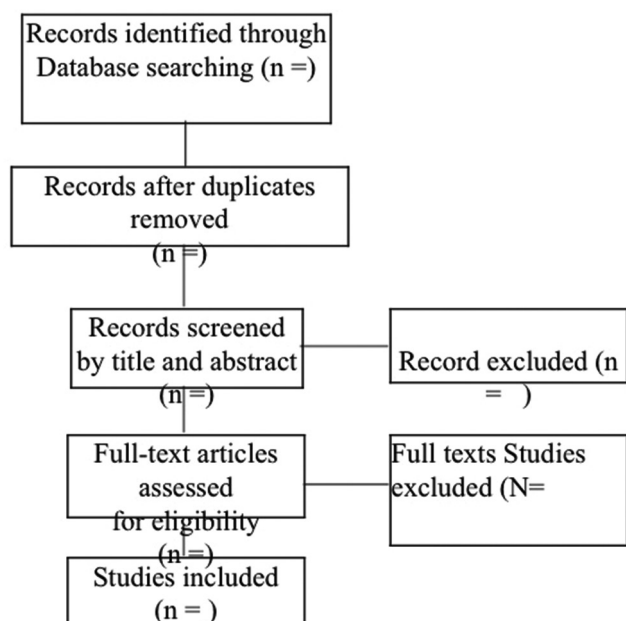 Records identified through
Database searching (n =)
Records after duplicates
removed
(n =)
Records screened
by title and abstract
(n =)
Record excluded (n
= )
Full-text articles
assessed
for eligibility
(n =)
Full texts Studies
excluded (N=
Studies included
(n = )